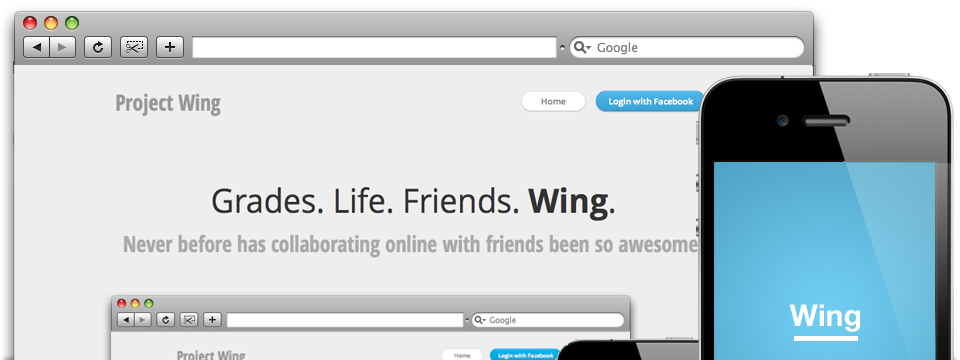 Google
Project Wing
Home
Login with Facebook
Grades. Life. Friends. Wing.
Never before has collaborating online with friends been so awesome
Google
Project Wing
Home
Login with Facebook
Wing